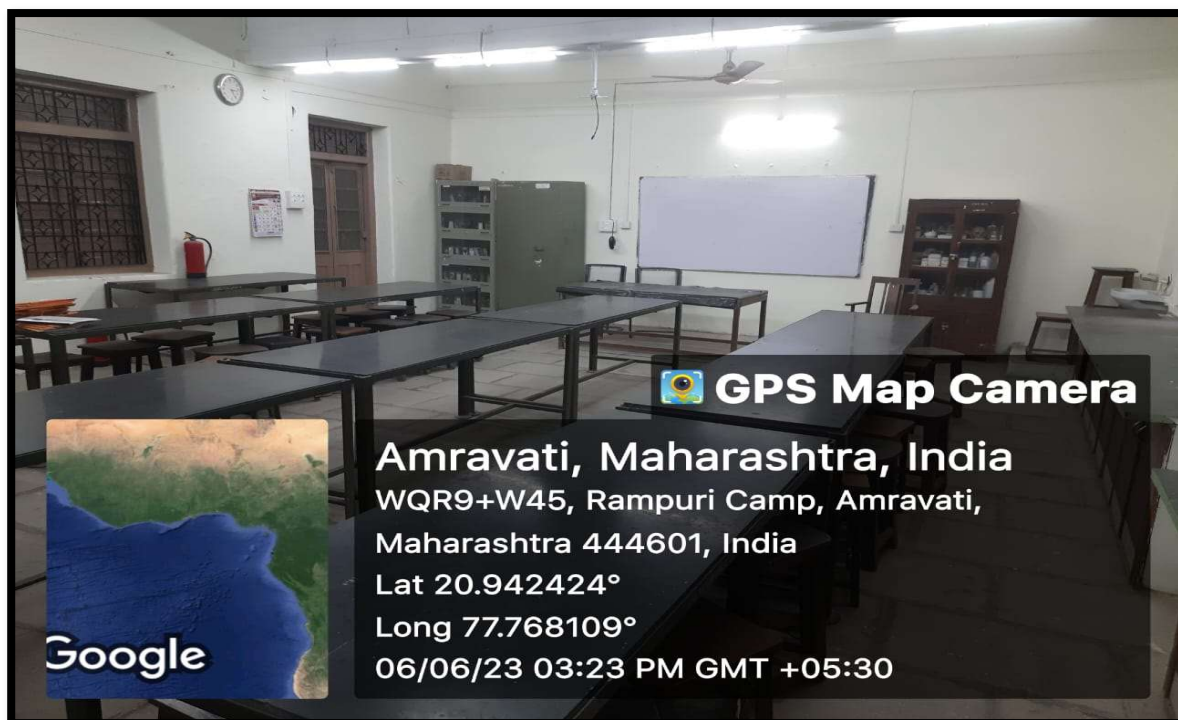 GPS Map Camera
Amravati, Maharashtra, India
WQR9+W45, Rampuri Camp, Amravati,
Maharashtra 444601, India
Lat 20.942424°
Long 77.768109°
06/06/23 03:23 PM GMT +05:30
Google